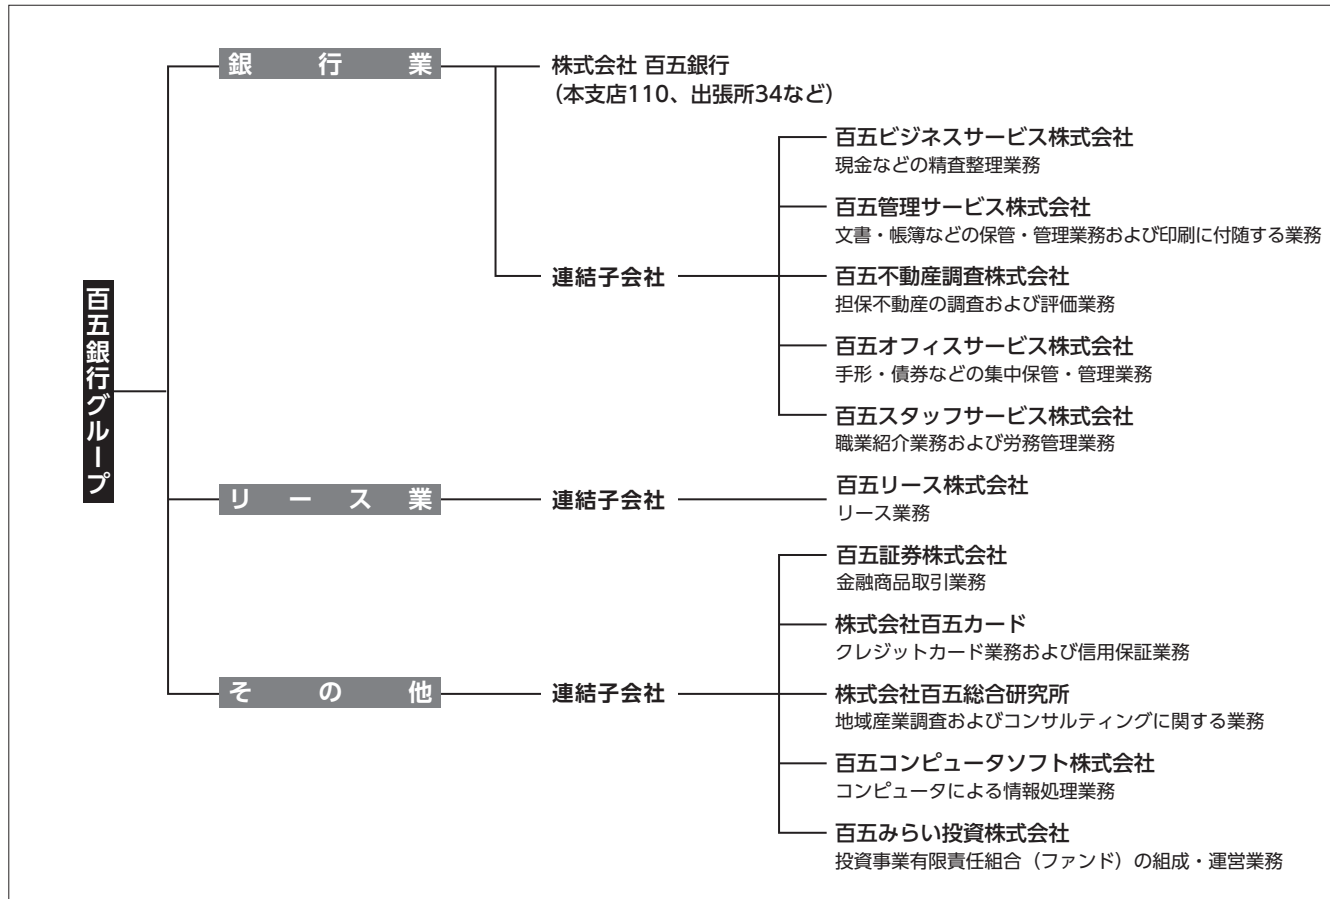 百五銀行グループ
銀行業
株式会社 百五銀行
（本支店110、出張所34など）
連結子会社
百五ビジネスサービス株式会社
現金などの精査整理業務
百五管理サービス株式会社
文書・帳簿などの保管・管理業務および印刷に付随する業務
百五不動産調査株式会社
担保不動産の調査および評価業務
百五オフィスサービス株式会社
手形・債券などの集中保管・管理業務
百五スタッフサービス株式会社
職業紹介業務および労務管理業務
リース業
連結子会社
百五リース株式会社
リース業務
その他
連結子会社
百五証券株式会社
金融商品取引業務
株式会社百五カード
クレジットカード業務および信用保証業務
株式会社百五総合研究所
地域産業調査およびコンサルティングに関する業務
百五コンピュータソフト株式会社
コンピュータによる情報処理業務
百五みらい投資株式会社
投資事業有限責任組合（ファンド）の組成・運営業務